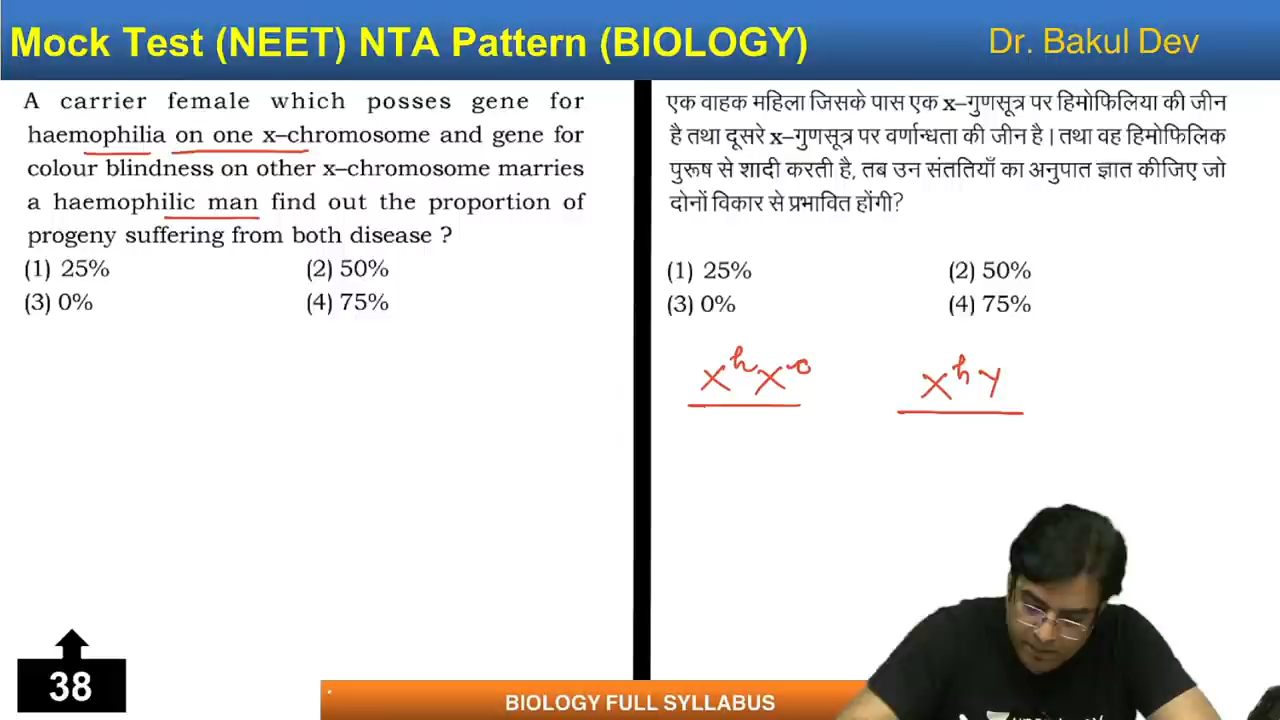 Mock Test (NEET) NTA Pattern (BIOLOGY)
Dr. Bakul Dev
A carrier female which posses gene for
haemophilia on one x–chromosome and gene for
colour blindness on other x–chromosome marries
a haemophilic man find out the proportion of
progeny suffering from both disease ?
(1) 25% (2) 50%
(3) 0% (4) 75%
एक वाहक महिला जिसके पास एक x–गुणसूत्र पर हिमोफिलिया की जीन
है तथा दूसरे x–गुणसूत्र पर वर्णान्धता की जीन है। तथा वह हिमोफिलिक
पुरूष से शादी करती है, तब उन संततियाँ का अनुपात ज्ञात कीजिए जो
दोनों विकार से प्रभावित होंगी?
(1) 25% (2) 50%
(3) 0% (4) 75%
X^h X^c X^h Y
38
BIOLOGY FULL SYLLABUS